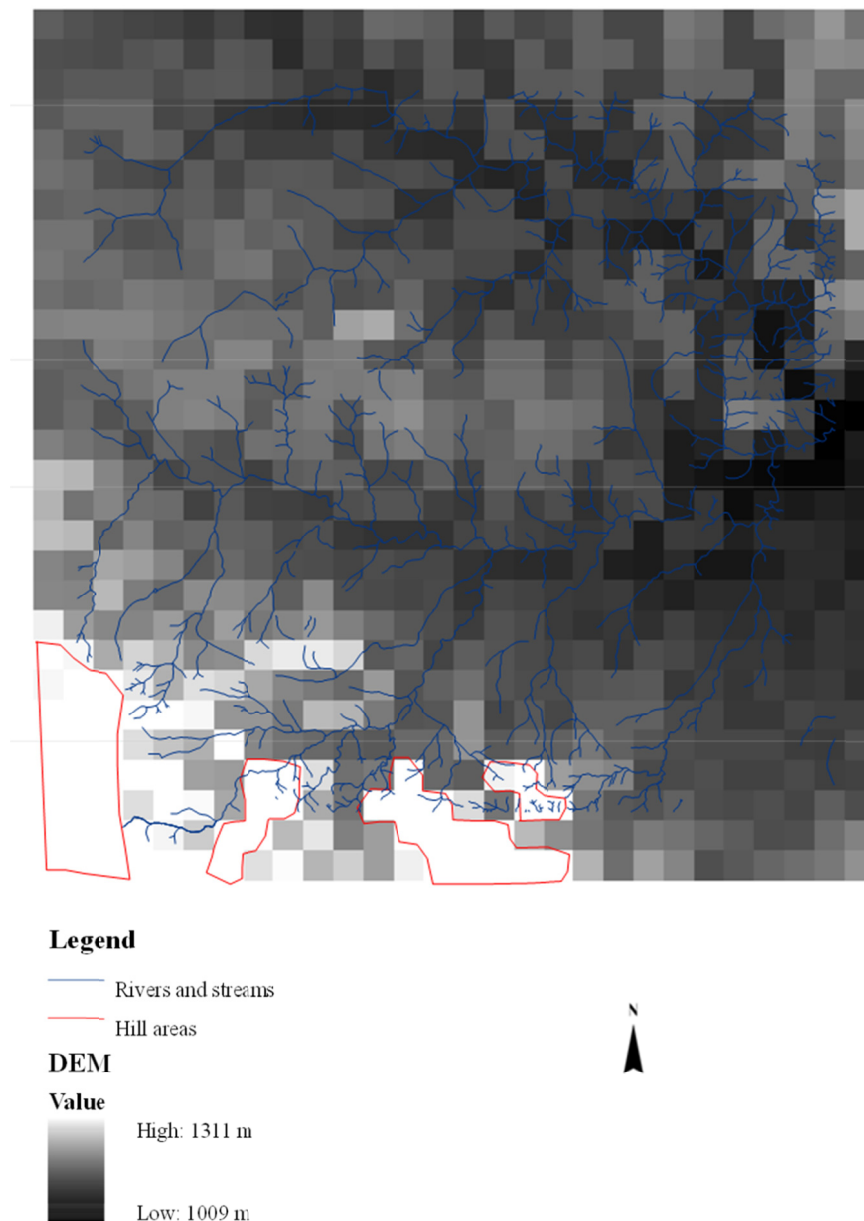 Legend
Rivers and streams
Hill areas
N
DEM
Value
High: 1311 m
Low: 1009 m